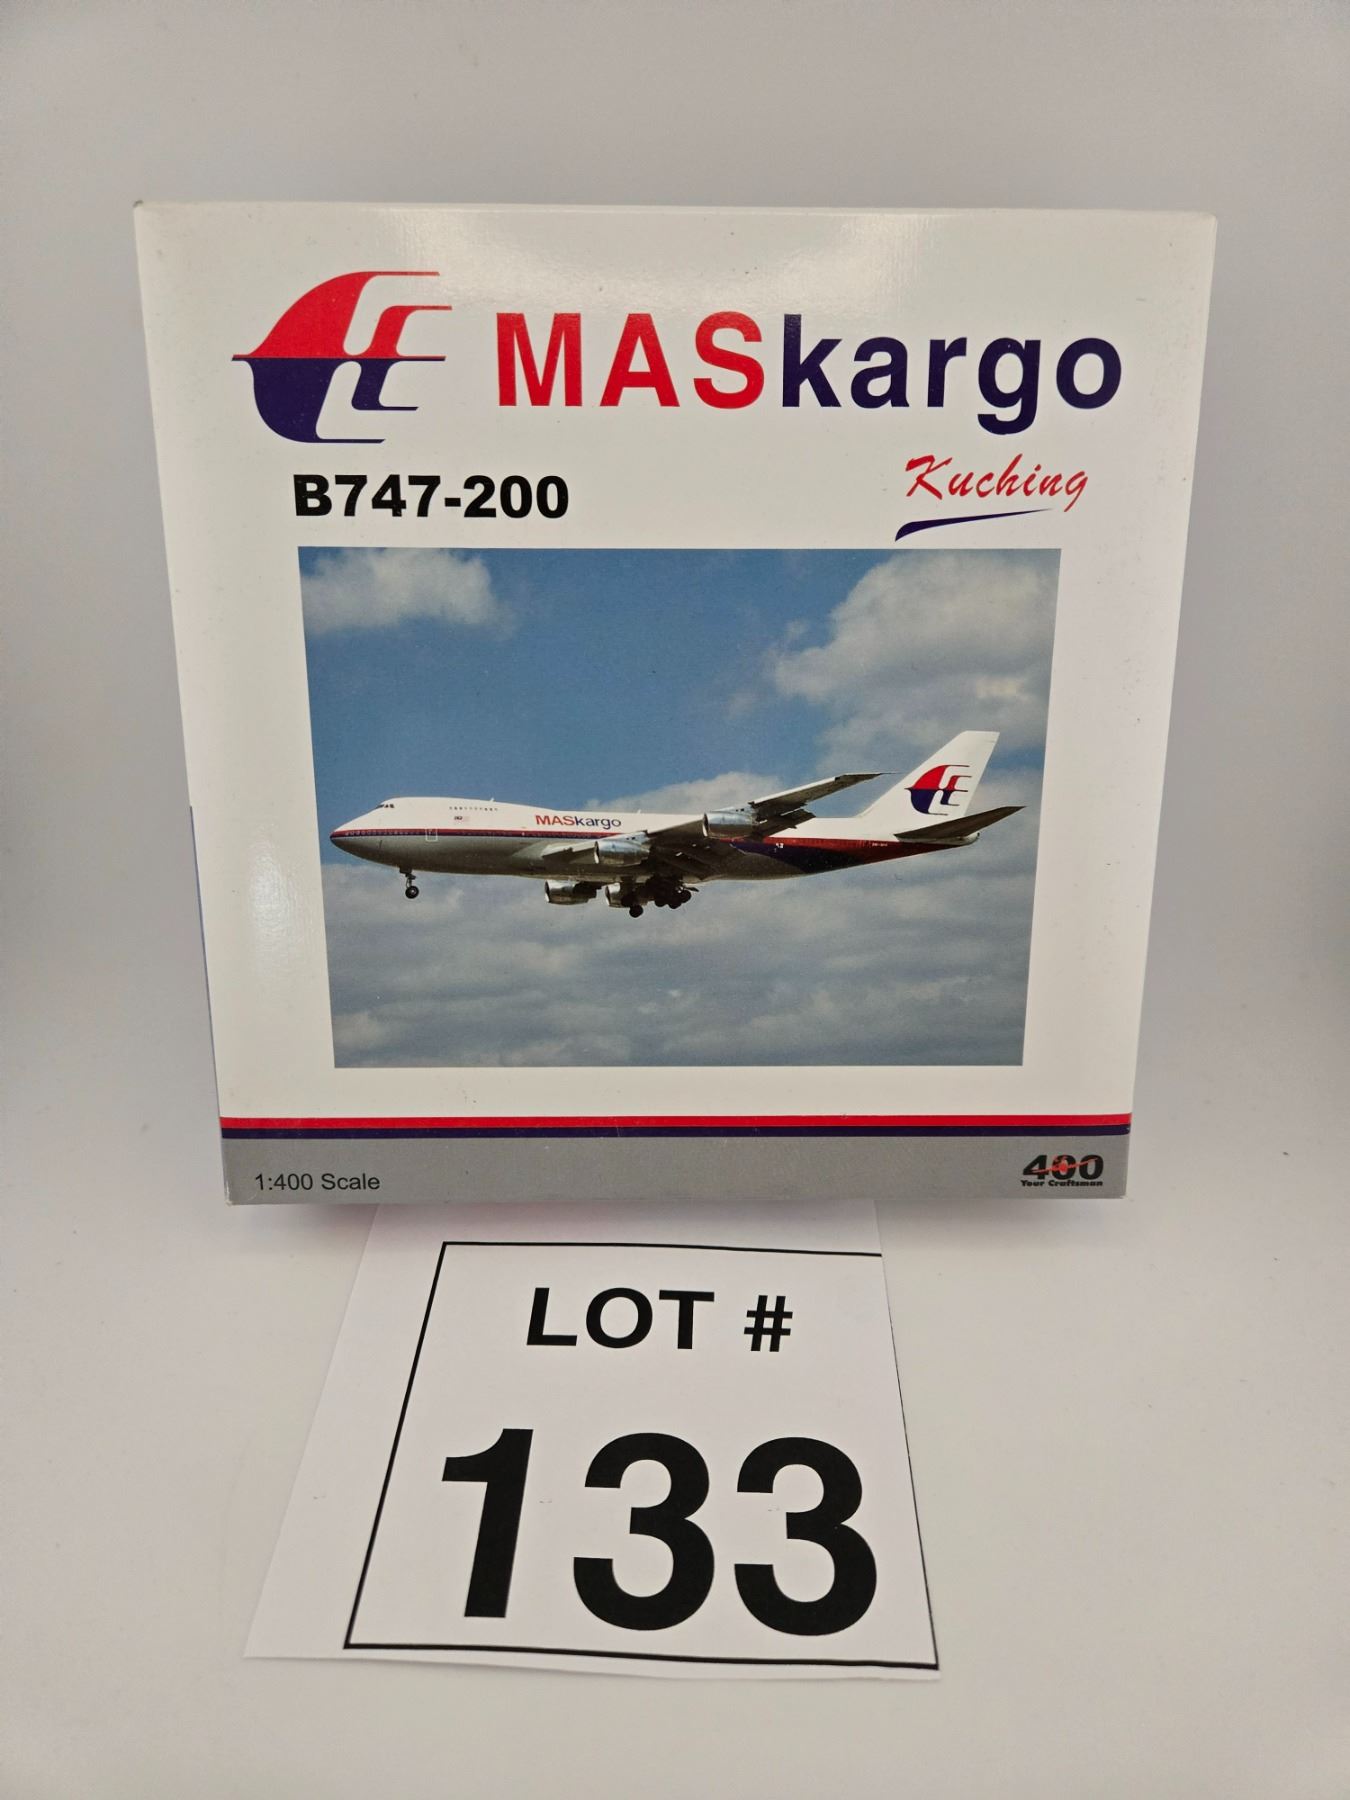 MASkargo
Kuching
B747-200
MASkargo
1:400 Scale
400
Your Craftsman
LOT #
133